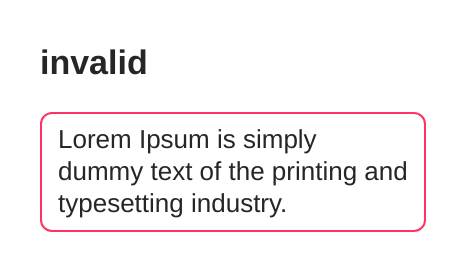 invalid
Lorem Ipsum is simply
dummy text of the printing and
typesetting industry.